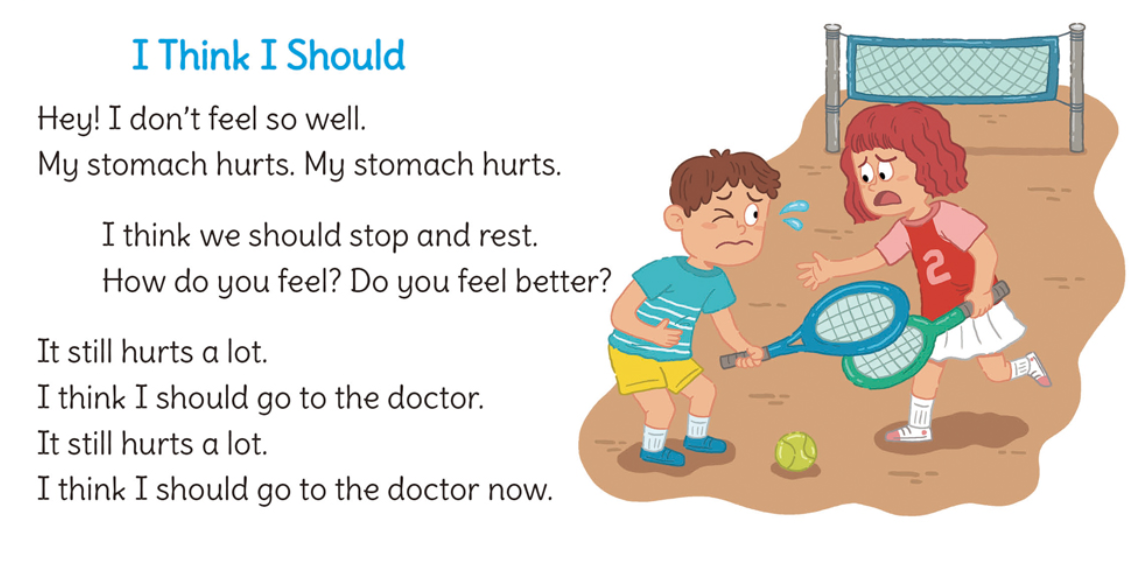 I Think I Should
Hey! I don't feel so well.
My stomach hurts. My stomach hurts.
I think we should stop and rest.
How do you feel? Do you feel better?
It still hurts a lot.
I think I should go to the doctor.
It still hurts a lot.
I think I should go to the doctor now.
2